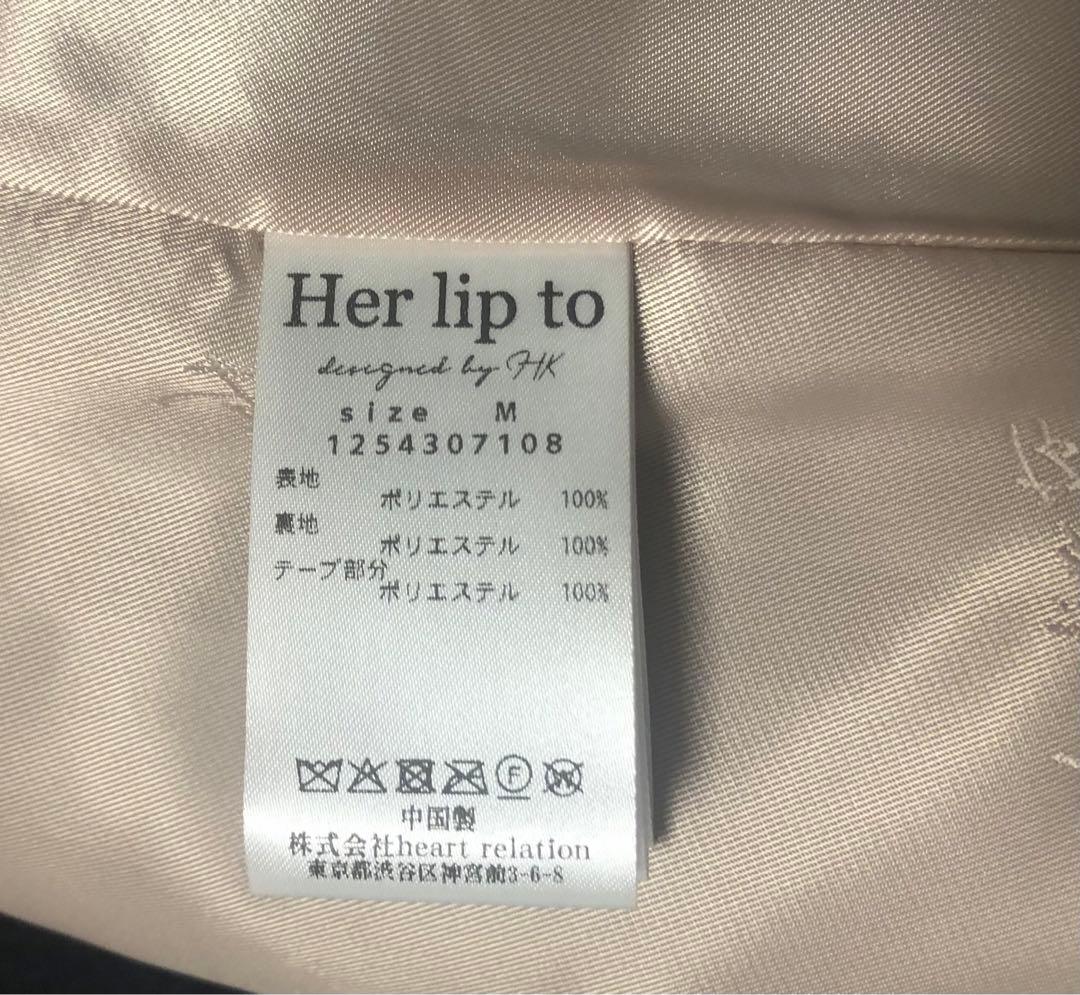 Her lip to
designed by HK
size M
1254307108
表地
ポリエステル 100%
裏地
ポリエステル 100%
テープ部分
ポリエステル 100%
F W
中国製
株式会社heart relation
東京都渋谷区神宮前3-6-8